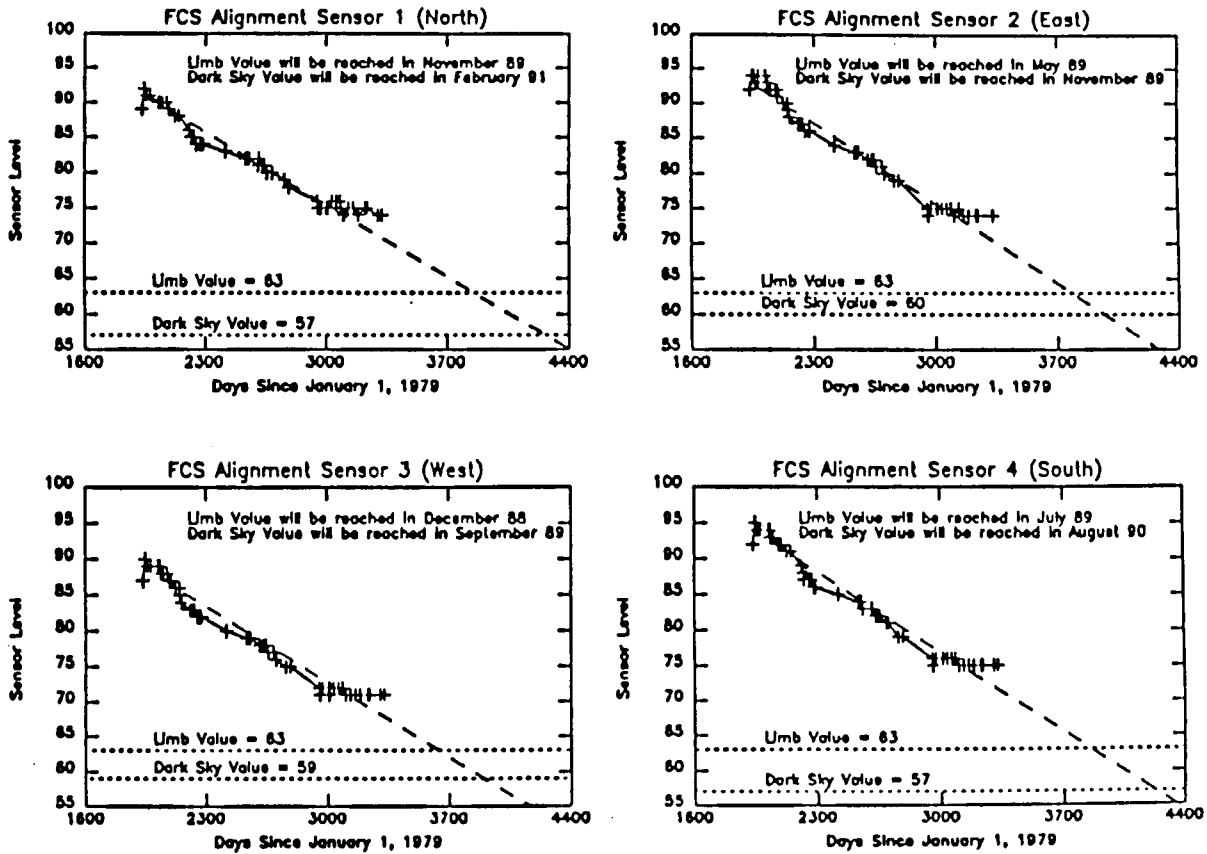 FCS Alignment Sensor 1 (North)
Limb Value will be reached in November 89
Dark Sky Value will be reached in February 91
Limb Value = 63
Dark Sky Value = 57
Sensor Level
100
95
90
85
80
75
70
65
60
55
1600
2300
3000
3700
4400
Days Since January 1, 1979
FCS Alignment Sensor 2 (East)
Limb Value will be reached in May 89
Dark Sky Value will be reached in November 89
Limb Value = 63
Dark Sky Value = 60
Sensor Level
100
95
90
85
80
75
70
65
60
55
1600
2300
3000
3700
4400
Days Since January 1, 1979
FCS Alignment Sensor 3 (West)
Limb Value will be reached in December 88
Dark Sky Value will be reached in September 89
Limb Value = 63
Dark Sky Value = 59
Sensor Level
100
95
90
85
80
75
70
65
60
55
1600
2300
3000
3700
4400
Days Since January 1, 1979
FCS Alignment Sensor 4 (South)
Limb Value will be reached in July 89
Dark Sky Value will be reached in August 90
Limb Value = 63
Dark Sky Value = 57
Sensor Level
100
95
90
85
80
75
70
65
60
55
1600
2300
3000
3700
4400
Days Since January 1, 1979